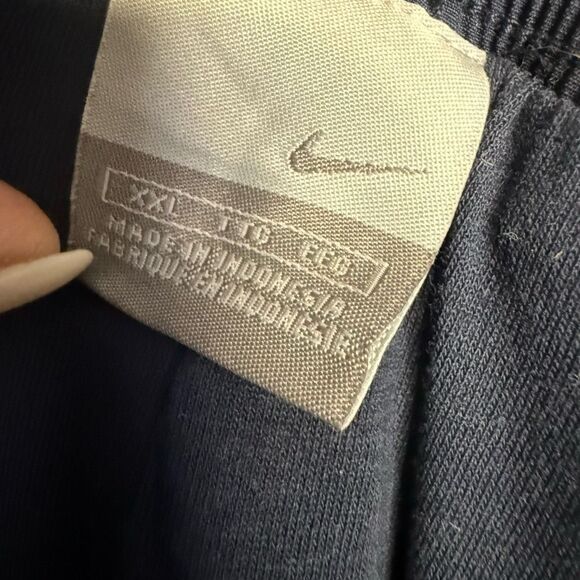 XXL TTG EEG
MADE IN INDONESIA
FABRIQUE EN INDONESIE